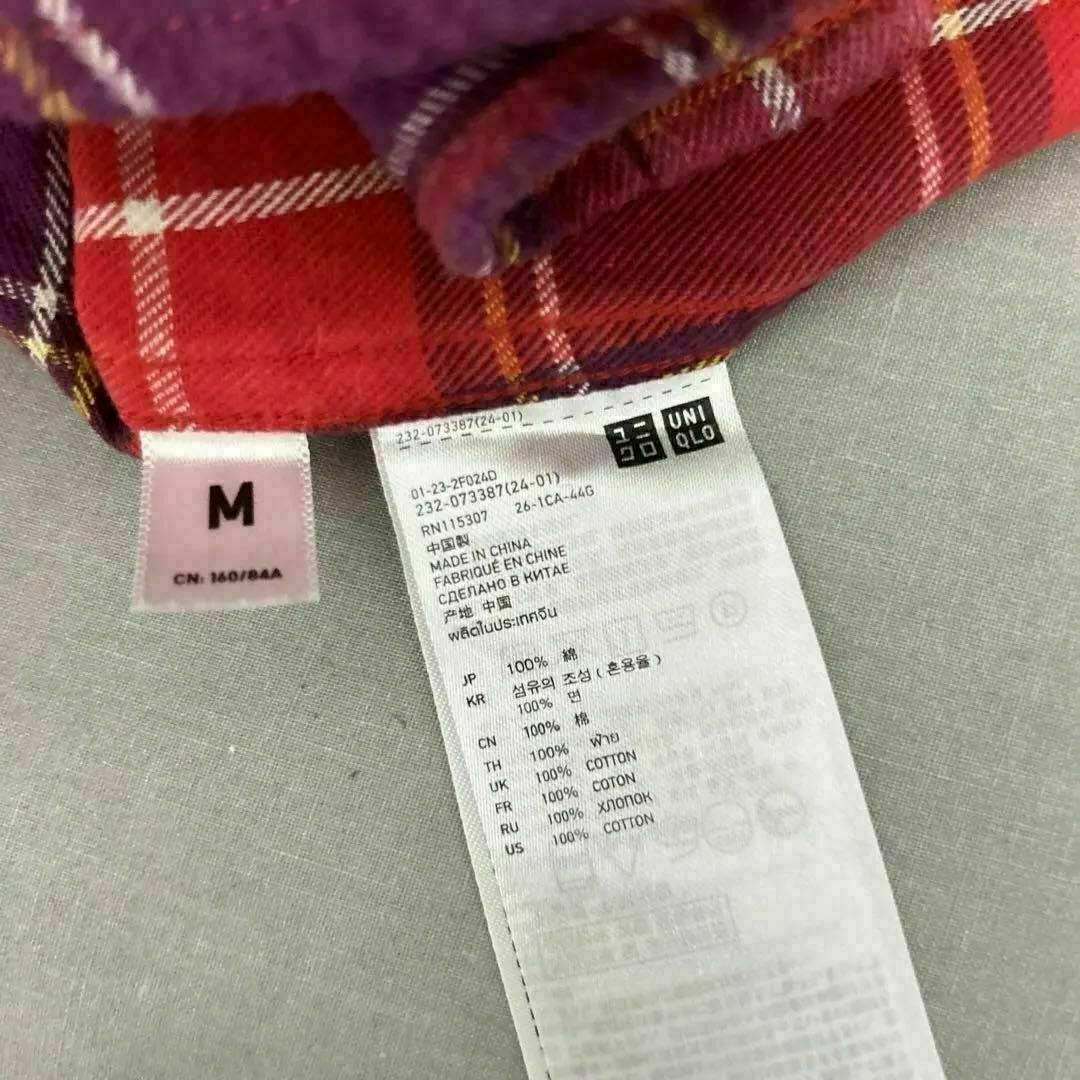 M
CN: 160/84A
232-073387(24-01)
ユニ
クロ
UNI
QLO
01-23-2F024D
232-073387(24-01)
RN115307 26-1CA-44G
中国製
MADE IN CHINA
FABRIQUÉ EN CHINE
СДЕЛАНО В КИТАЕ
产地 中国
ผลิตในประเทศจีน
JP 100% 綿
KR 섬유의 조성 ( 혼용율 )
100% 면
CN 100% 棉
TH 100% ฝ้าย
UK 100% COTTON
FR 100% COTON
RU 100% ХЛОПОК
US 100% COTTON